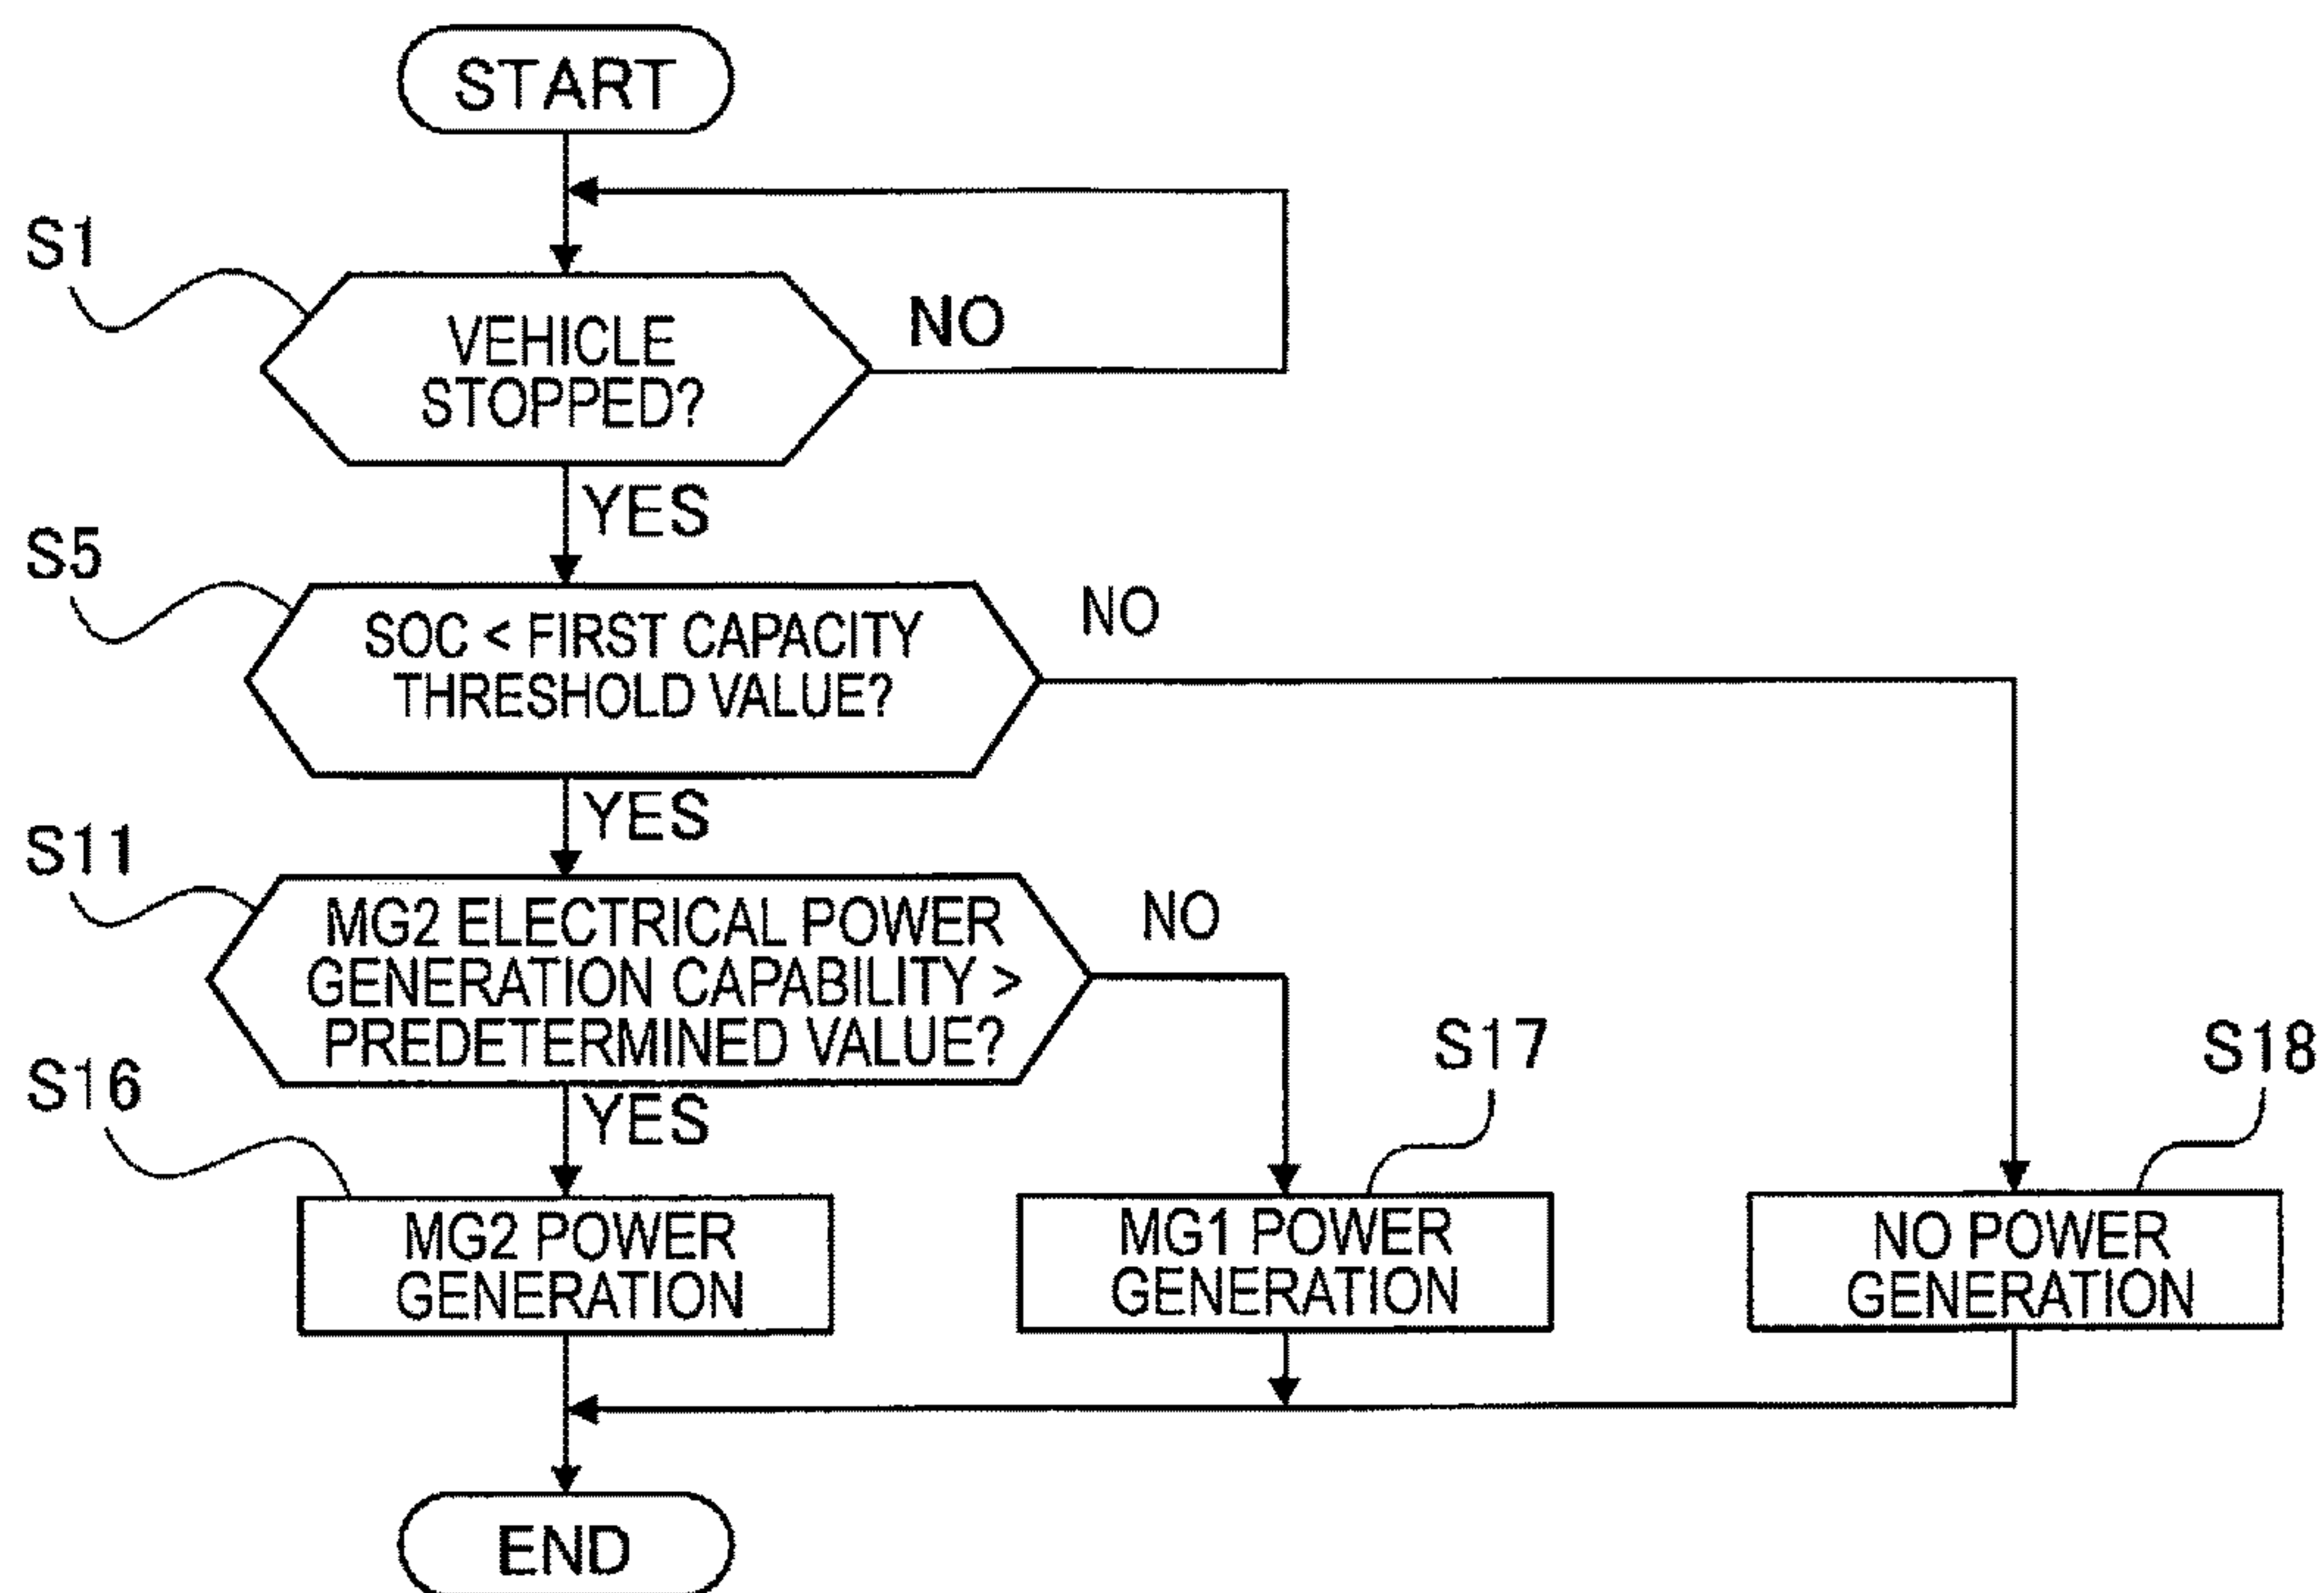 START
S1
VEHICLE
STOPPED?
NO
YES
S5
SOC < FIRST CAPACITY
THRESHOLD VALUE?
NO
YES
S11
MG2 ELECTRICAL POWER
GENERATION CAPABILITY >
PREDETERMINED VALUE?
NO
YES
S16
MG2 POWER
GENERATION
S17
MG1 POWER
GENERATION
S18
NO POWER
GENERATION
END